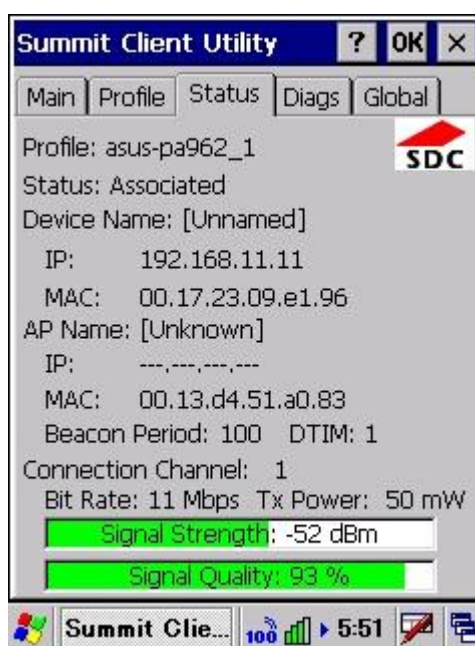 Summit Client Utility ? OK ×
Main Profile Status Diags Global
SDC
Profile: asus-pa962_1
Status: Associated
Device Name: [Unnamed]
IP: 192.168.11.11
MAC: 00.17.23.09.e1.96
AP Name: [Unknown]
IP: ---.---.---.---
MAC: 00.13.d4.51.a0.83
Beacon Period: 100 DTIM: 1
Connection Channel: 1
Bit Rate: 11 Mbps Tx Power: 50 mW
Signal Strength: -52 dBm
Signal Quality: 93 %
Summit Clie... 100 5:51